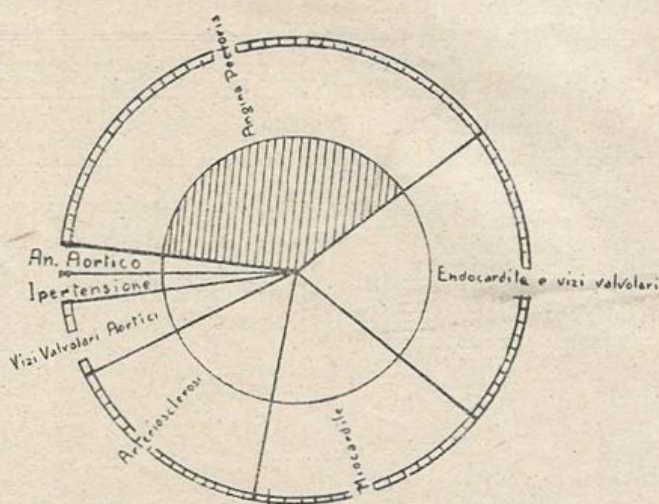 Angina Pectoris
An. Aortico
Ipertensione
Vizi Valvolari Aortici
Arteriosclerosi
Miocardite
Endocardite e vizi valvolari